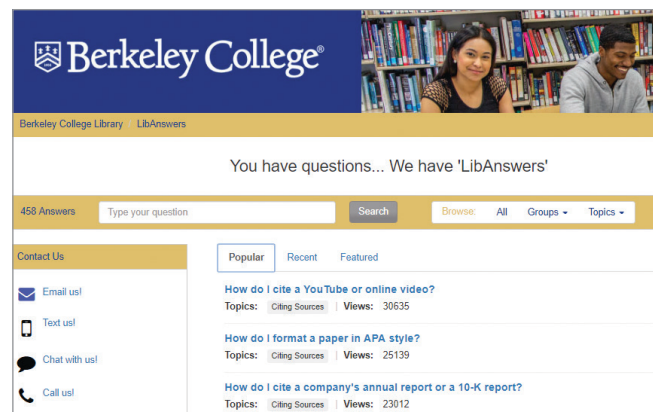 Berkeley College®
Berkeley College Library / LibAnswers
You have questions... We have 'LibAnswers'
458 Answers Type your question Search Browse: All Groups Topics
Contact Us
Email us!
Text us!
Chat with us!
Call us!
Popular Recent Featured
How do I cite a YouTube or online video?
Topics: Citing Sources | Views: 30635
How do I format a paper in APA style?
Topics: Citing Sources | Views: 25139
How do I cite a company's annual report or a 10-K report?
Topics: Citing Sources | Views: 23012